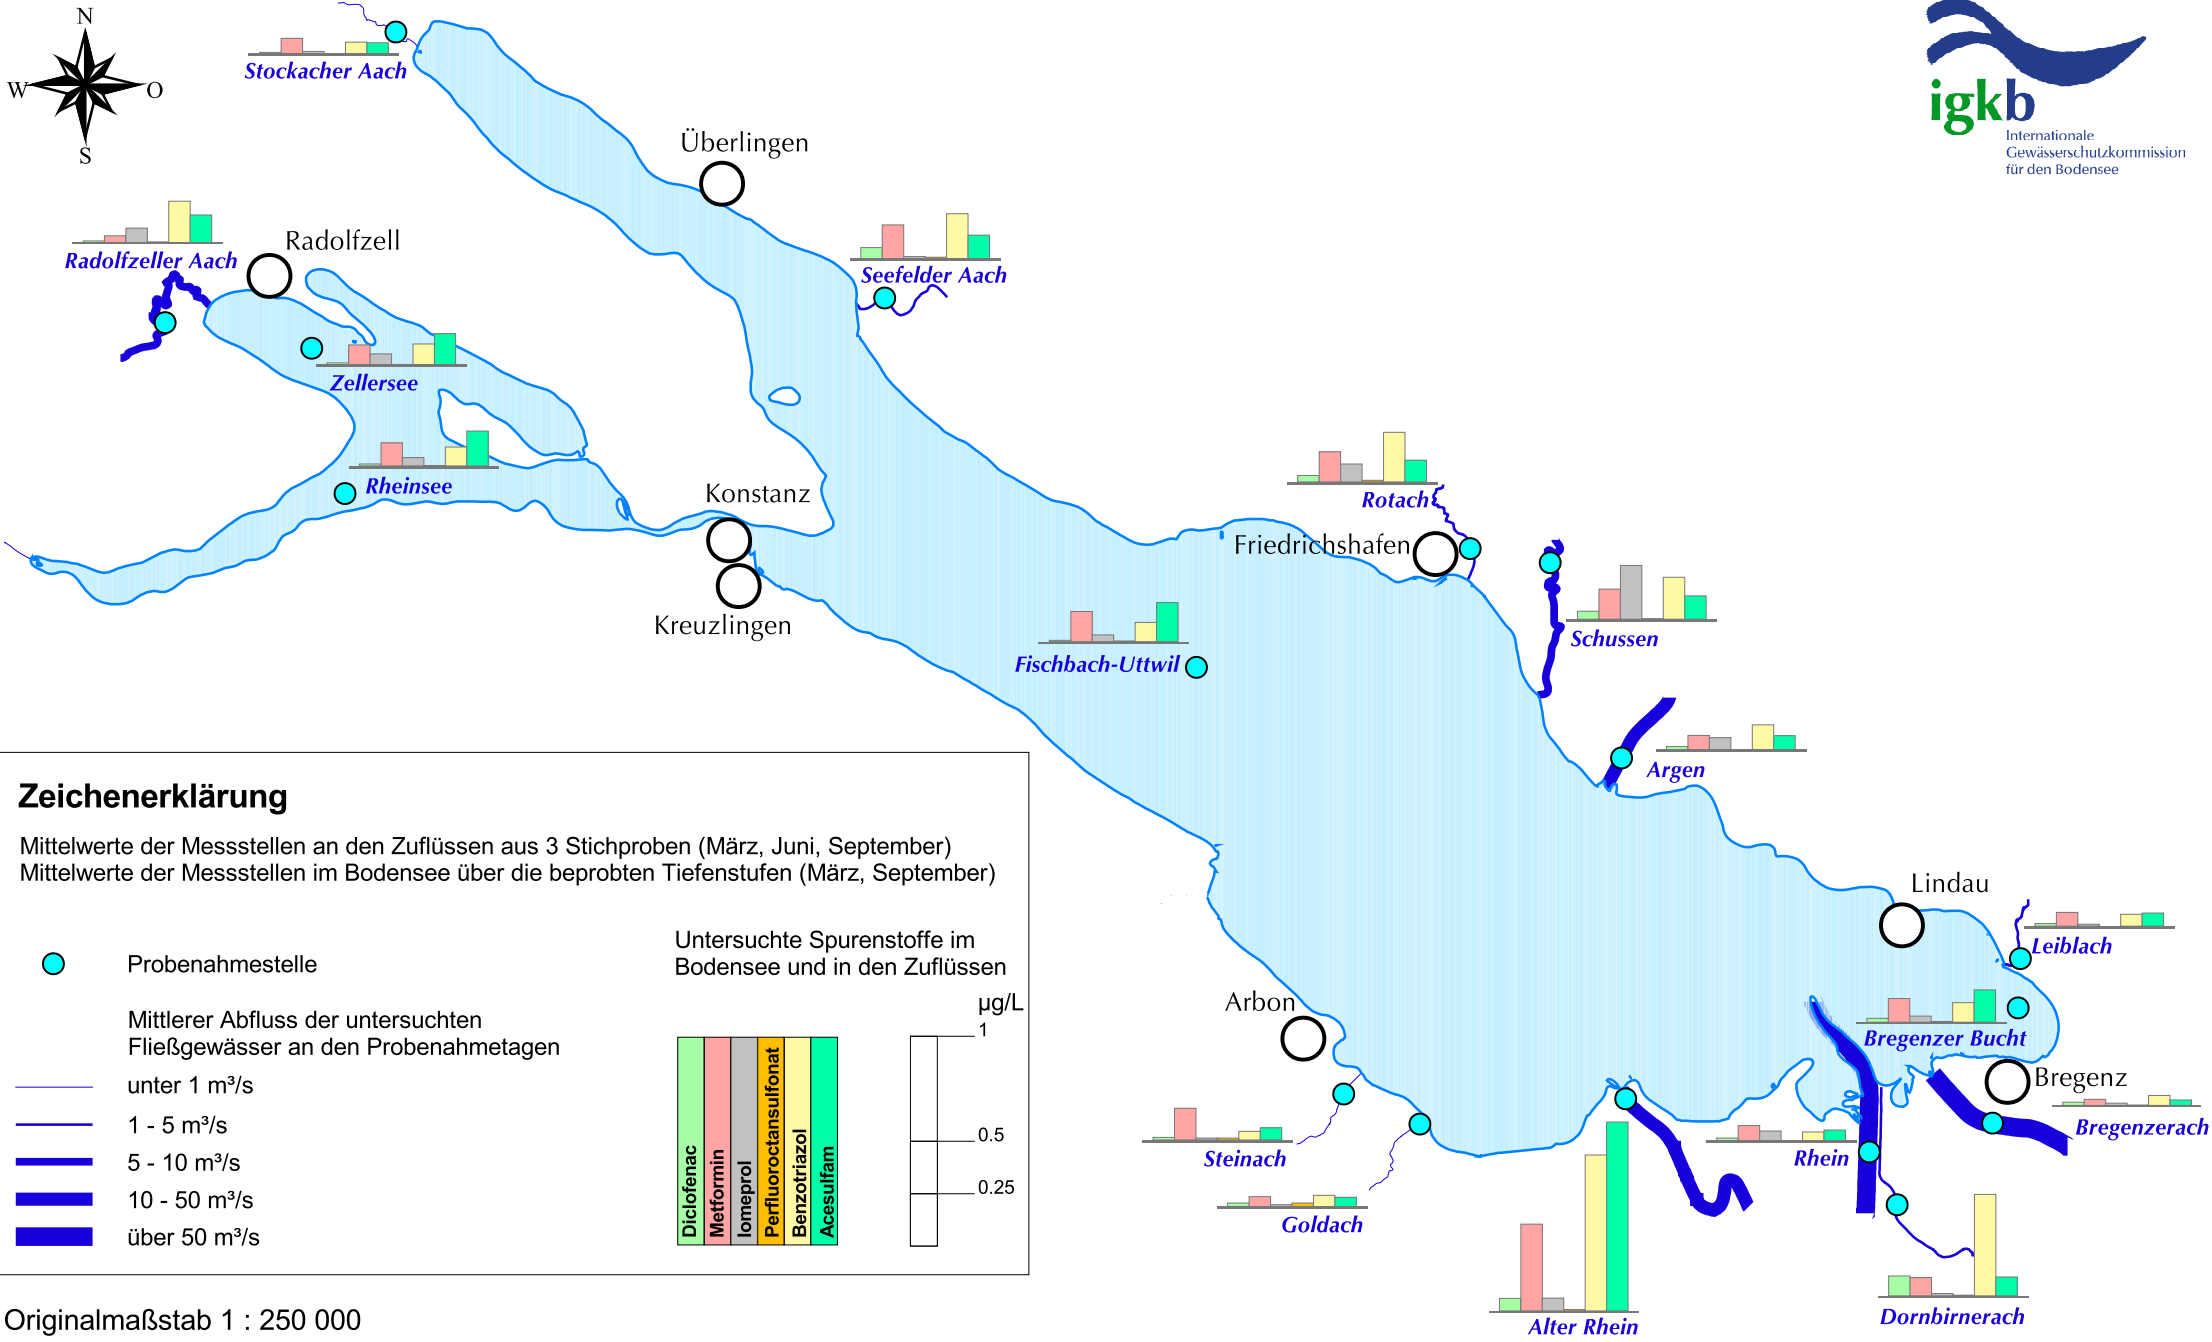 N
W
O
S
Stockacher Aach
igkb
Internationale
Gewässerschutzkommission
für den Bodensee
Überlingen
Radolfzeller Aach
Radolfzell
Seefelder Aach
Zellersee
Rheinsee
Konstanz
Kreuzlingen
Rotach
Friedrichshafen
Schussen
Fischbach-Uttwil
Argen
Lindau
Leiblach
Arbon
Bregenzer Bucht
Bregenz
Bregenzerach
Steinach
Rhein
Goldach
Alter Rhein
Dornbirnerach
Zeichenerklärung
Mittelwerte der Messstellen an den Zuflüssen aus 3 Stichproben (März, Juni, September)
Mittelwerte der Messstellen im Bodensee über die beprobten Tiefenstufen (März, September)
Probenahmestelle
Mittlerer Abfluss der untersuchten
Fließgewässer an den Probenahmetagen
unter 1 m³/s
1 - 5 m³/s
5 - 10 m³/s
10 - 50 m³/s
über 50 m³/s
Untersuchte Spurenstoffe im
Bodensee und in den Zuflüssen
Diclofenac
Metformin
Iomeprol
Perfluoroctansulfonat
Benzotriazol
Acesulfam
µg/L
1
0.5
0.25
Originalmaßstab 1 : 250 000